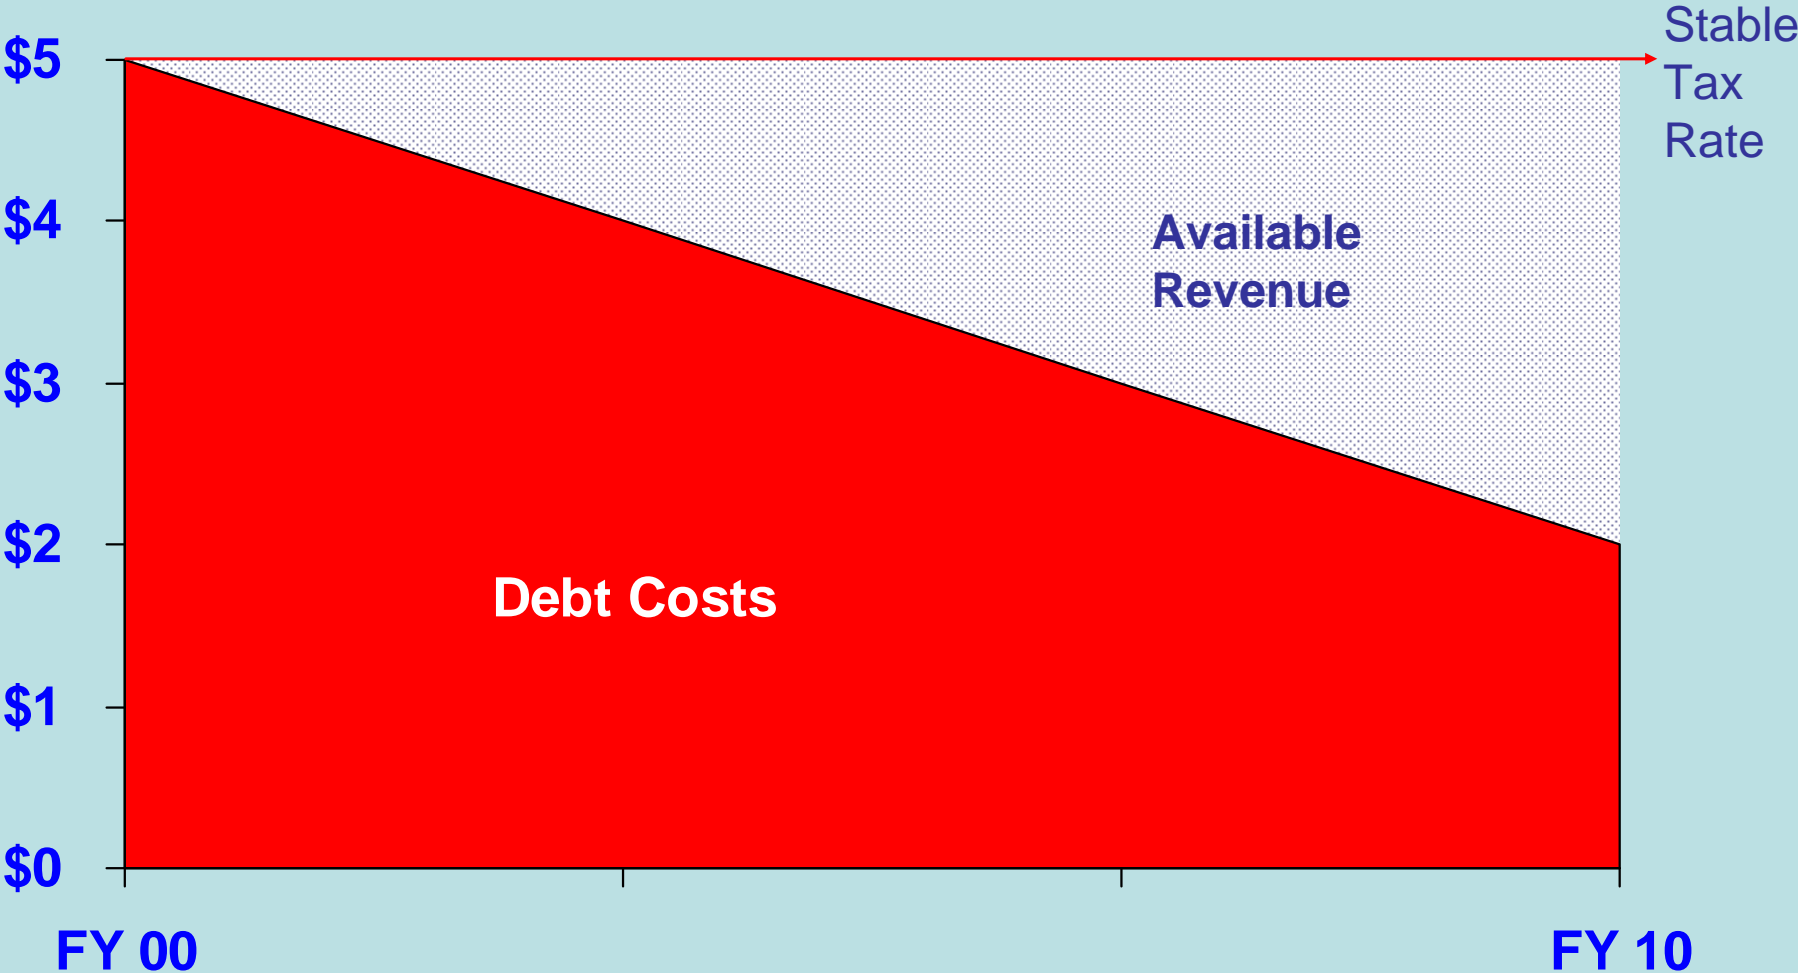 Stable
Tax
Rate
$5
$4
$3
$2
$1
$0
Available
Revenue
Debt Costs
FY 00
FY 10